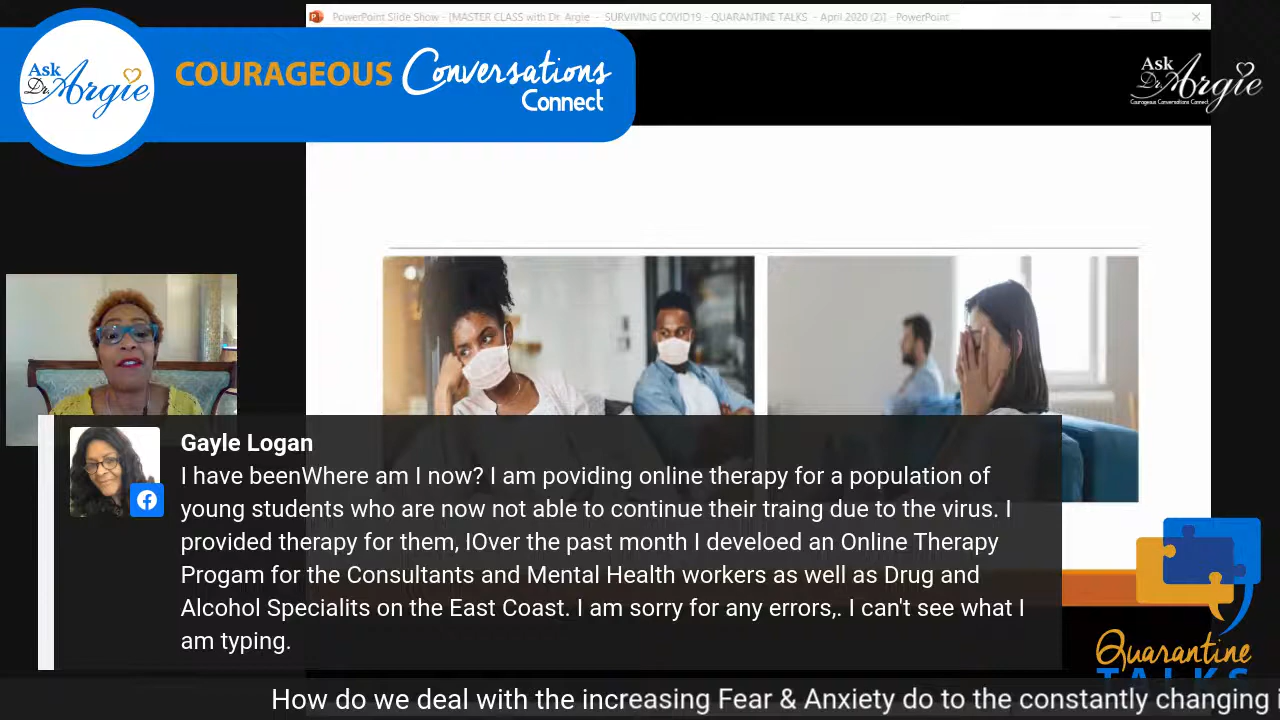 PowerPoint Slide Show - [MASTER CLASS with Dr. Argie - SURVIVING COVID19 - QUARANTINE TALKS - April 2020 (2)] - PowerPoint
Ask
Dr. Argie
COURAGEOUS Conversations
Connect
Ask
Dr. Argie
Courageous Conversations Connect
Gayle Logan
I have beenWhere am I now? I am poviding online therapy for a population of
young students who are now not able to continue their traing due to the virus. I
provided therapy for them, IOver the past month I develoed an Online Therapy
Progam for the Consultants and Mental Health workers as well as Drug and
Alcohol Specialits on the East Coast. I am sorry for any errors,. I can't see what I
am typing.
Quarantine
TALKS
How do we deal with the increasing Fear & Anxiety do to the constantly changing